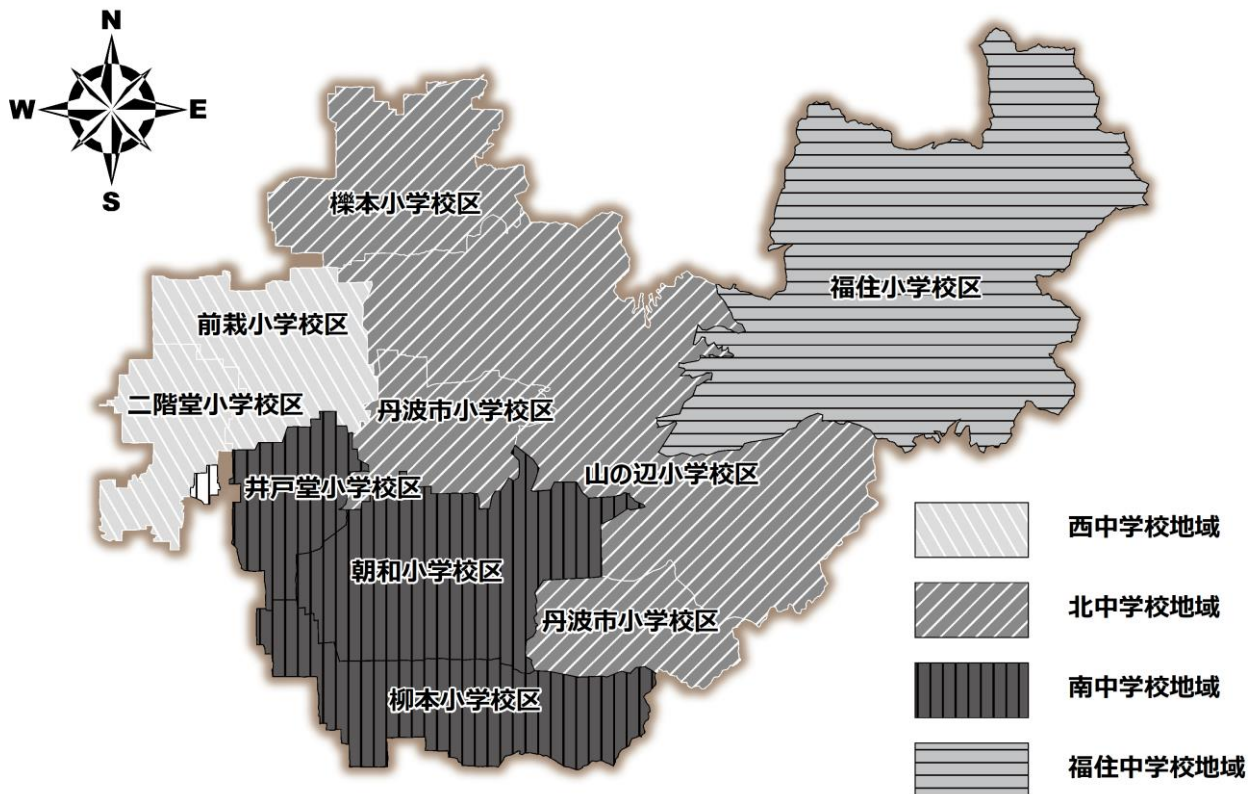 N
W E
S
櫟本小学校区
福住小学校区
前栽小学校区
二階堂小学校区
丹波市小学校区
山の辺小学校区
井戸堂小学校区
朝和小学校区
丹波市小学校区
柳本小学校区
西中学校地域
北中学校地域
南中学校地域
福住中学校地域